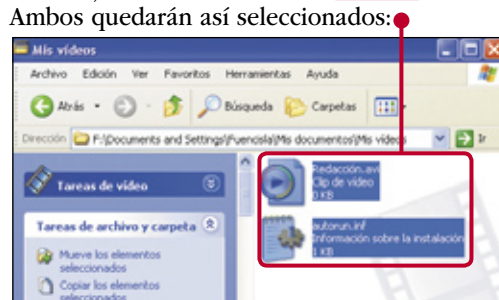 Ambos quedarán así seleccionados:
Mis vídeos
Archivo Edición Ver Favoritos Herramientas Ayuda
Atrás Búsqueda Carpetas
Dirección F:\Documents and Settings\Fuencisla\Mis documentos\Mis vídeos Ir
Tareas de vídeo
Tareas de archivo y carpeta
Mueve los elementos
seleccionados
Copiar los elementos
seleccionados
Redacción.avi
Clip de vídeo
0 KB
autorun.inf
Información sobre la instalación
1 KB